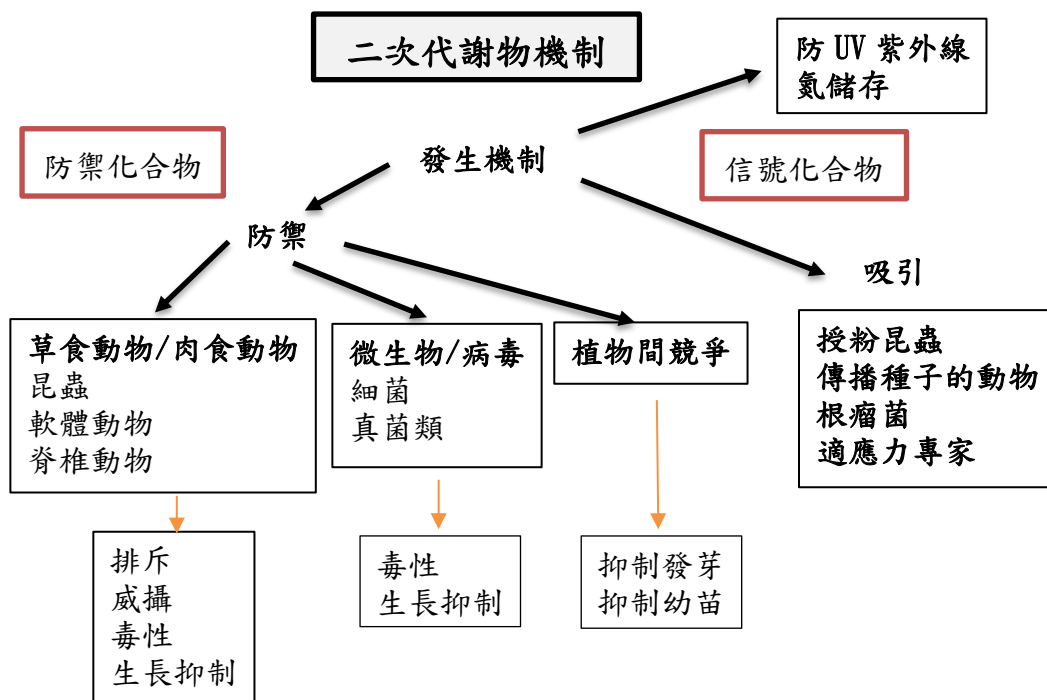 二次代謝物機制
防 UV 紫外線
氮儲存
防禦化合物
發生機制
信號化合物
防禦
吸引
草食動物/肉食動物
昆蟲
軟體動物
脊椎動物
微生物/病毒
細菌
真菌類
植物間競爭
授粉昆蟲
傳播種子的動物
根瘤菌
適應力專家
排斥
威攝
毒性
生長抑制
毒性
生長抑制
抑制發芽
抑制幼苗